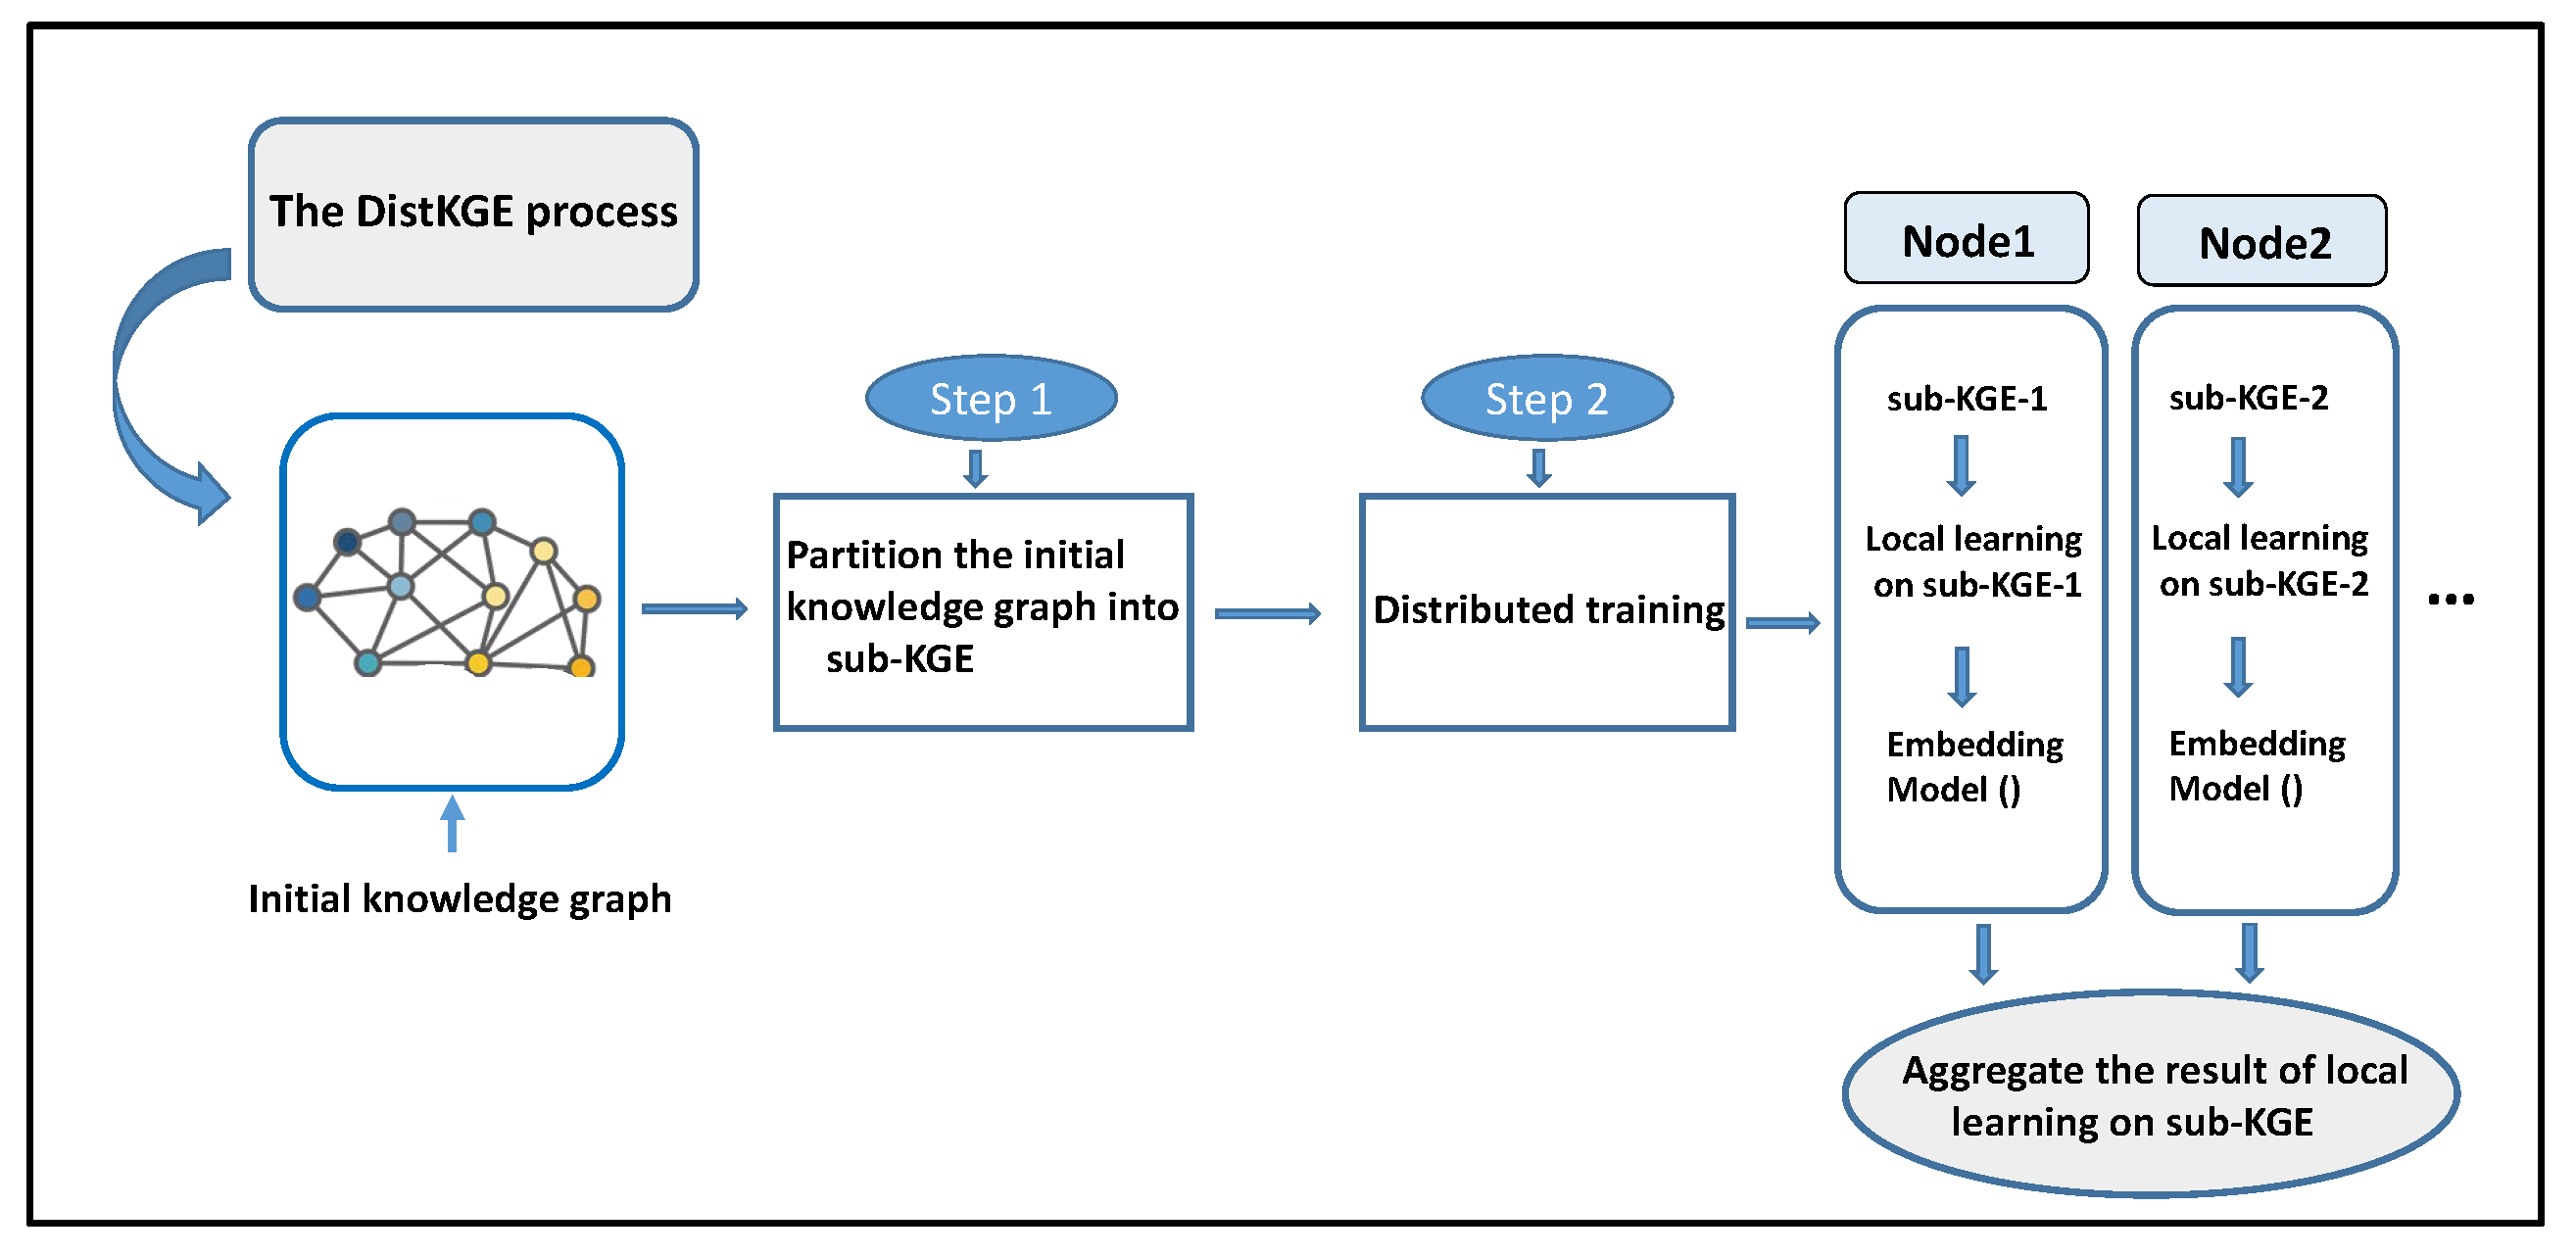 The DistKGE process
Initial knowledge graph
Step 1
Partition the initial
knowledge graph into
sub-KGE
Step 2
Distributed training
Node1
sub-KGE-1
Local learning
on sub-KGE-1
Embedding
Model ()
Node2
sub-KGE-2
Local learning
on sub-KGE-2
Embedding
Model ()
...
Aggregate the result of local
learning on sub-KGE